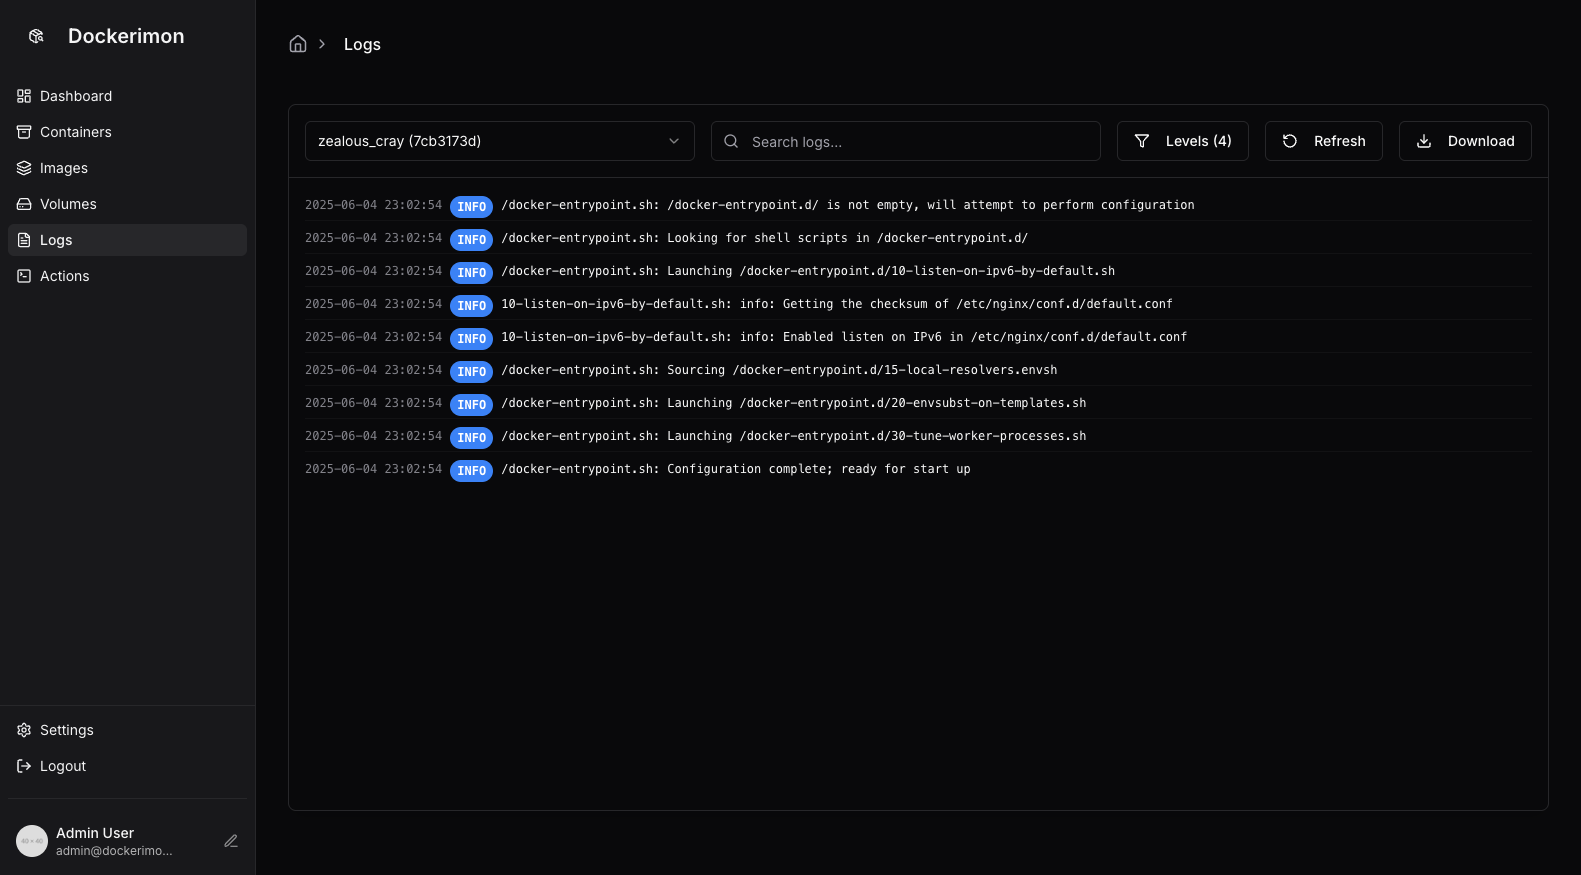 Dockerimon
Dashboard
Containers
Images
Volumes
Logs
Actions
Settings
Logout
Admin User
admin@dockerimo...
Logs
zealous_cray (7cb3173d)
Search logs...
Levels (4)
Refresh
Download
2025-06-04 23:02:54 INFO /docker-entrypoint.sh: /docker-entrypoint.d/ is not empty, will attempt to perform configuration
2025-06-04 23:02:54 INFO /docker-entrypoint.sh: Looking for shell scripts in /docker-entrypoint.d/
2025-06-04 23:02:54 INFO /docker-entrypoint.sh: Launching /docker-entrypoint.d/10-listen-on-ipv6-by-default.sh
2025-06-04 23:02:54 INFO 10-listen-on-ipv6-by-default.sh: info: Getting the checksum of /etc/nginx/conf.d/default.conf
2025-06-04 23:02:54 INFO 10-listen-on-ipv6-by-default.sh: info: Enabled listen on IPv6 in /etc/nginx/conf.d/default.conf
2025-06-04 23:02:54 INFO /docker-entrypoint.sh: Sourcing /docker-entrypoint.d/15-local-resolvers.envsh
2025-06-04 23:02:54 INFO /docker-entrypoint.sh: Launching /docker-entrypoint.d/20-envsubst-on-templates.sh
2025-06-04 23:02:54 INFO /docker-entrypoint.sh: Launching /docker-entrypoint.d/30-tune-worker-processes.sh
2025-06-04 23:02:54 INFO /docker-entrypoint.sh: Configuration complete; ready for start up